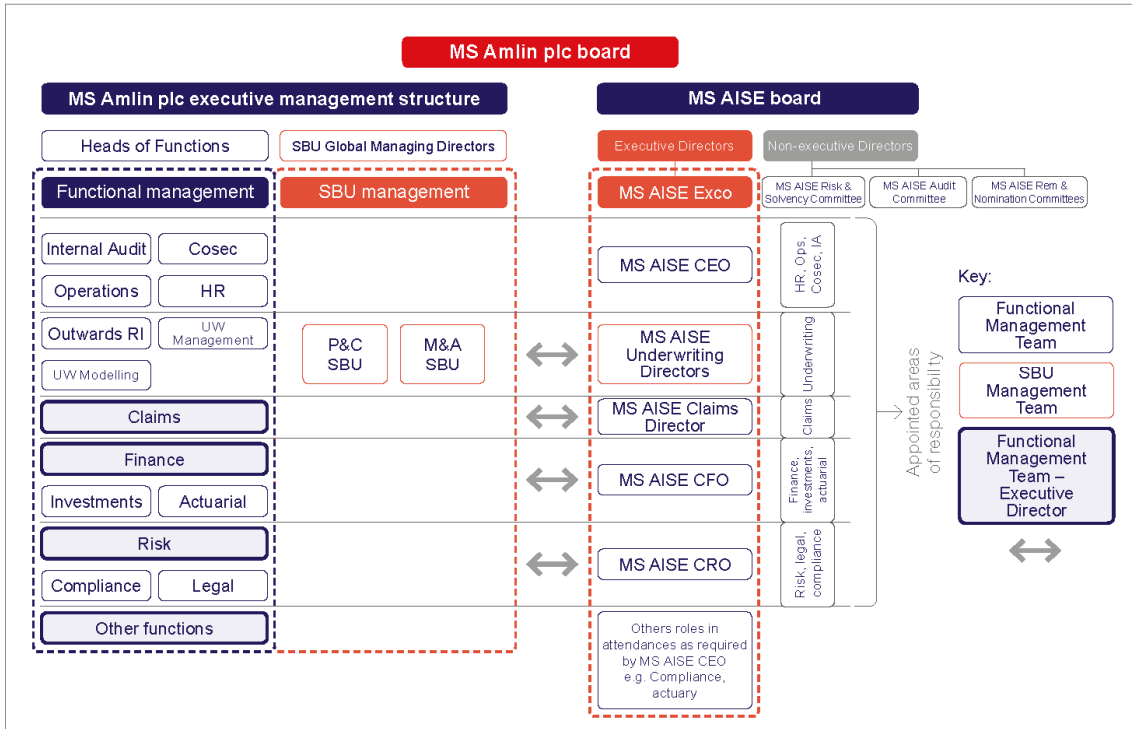 MS Amlin plc board
MS Amlin plc executive management structure
MS AISE board
Heads of Functions
SBU Global Managing Directors
Executive Directors
Non-executive Directors
Functional management
SBU management
MS AISE Exco
MS AISE Risk &
Solvency Committee
MS AISE Audit
Committee
MS AISE Rem &
Nomination Committees
Internal Audit
Cosec
Operations
HR
MS AISE CEO
HR, Ops,
Cosec, IA
Outwards RI
UW
Management
UW Modelling
P&C
SBU
M&A
SBU
MS AISE
Underwriting
Directors
Underwriting
Claims
MS AISE Claims
Director
Claims
Finance
Investments
Actuarial
MS AISE CFO
Finance,
investments,
actuarial
Risk
Compliance
Legal
MS AISE CRO
Risk, legal,
compliance
Other functions
Others roles in
attendances as required
by MS AISE CEO
e.g. Compliance,
actuary
Appointed areas
of responsibility
Key:
Functional
Management
Team
SBU
Management
Team
Functional
Management
Team –
Executive
Director